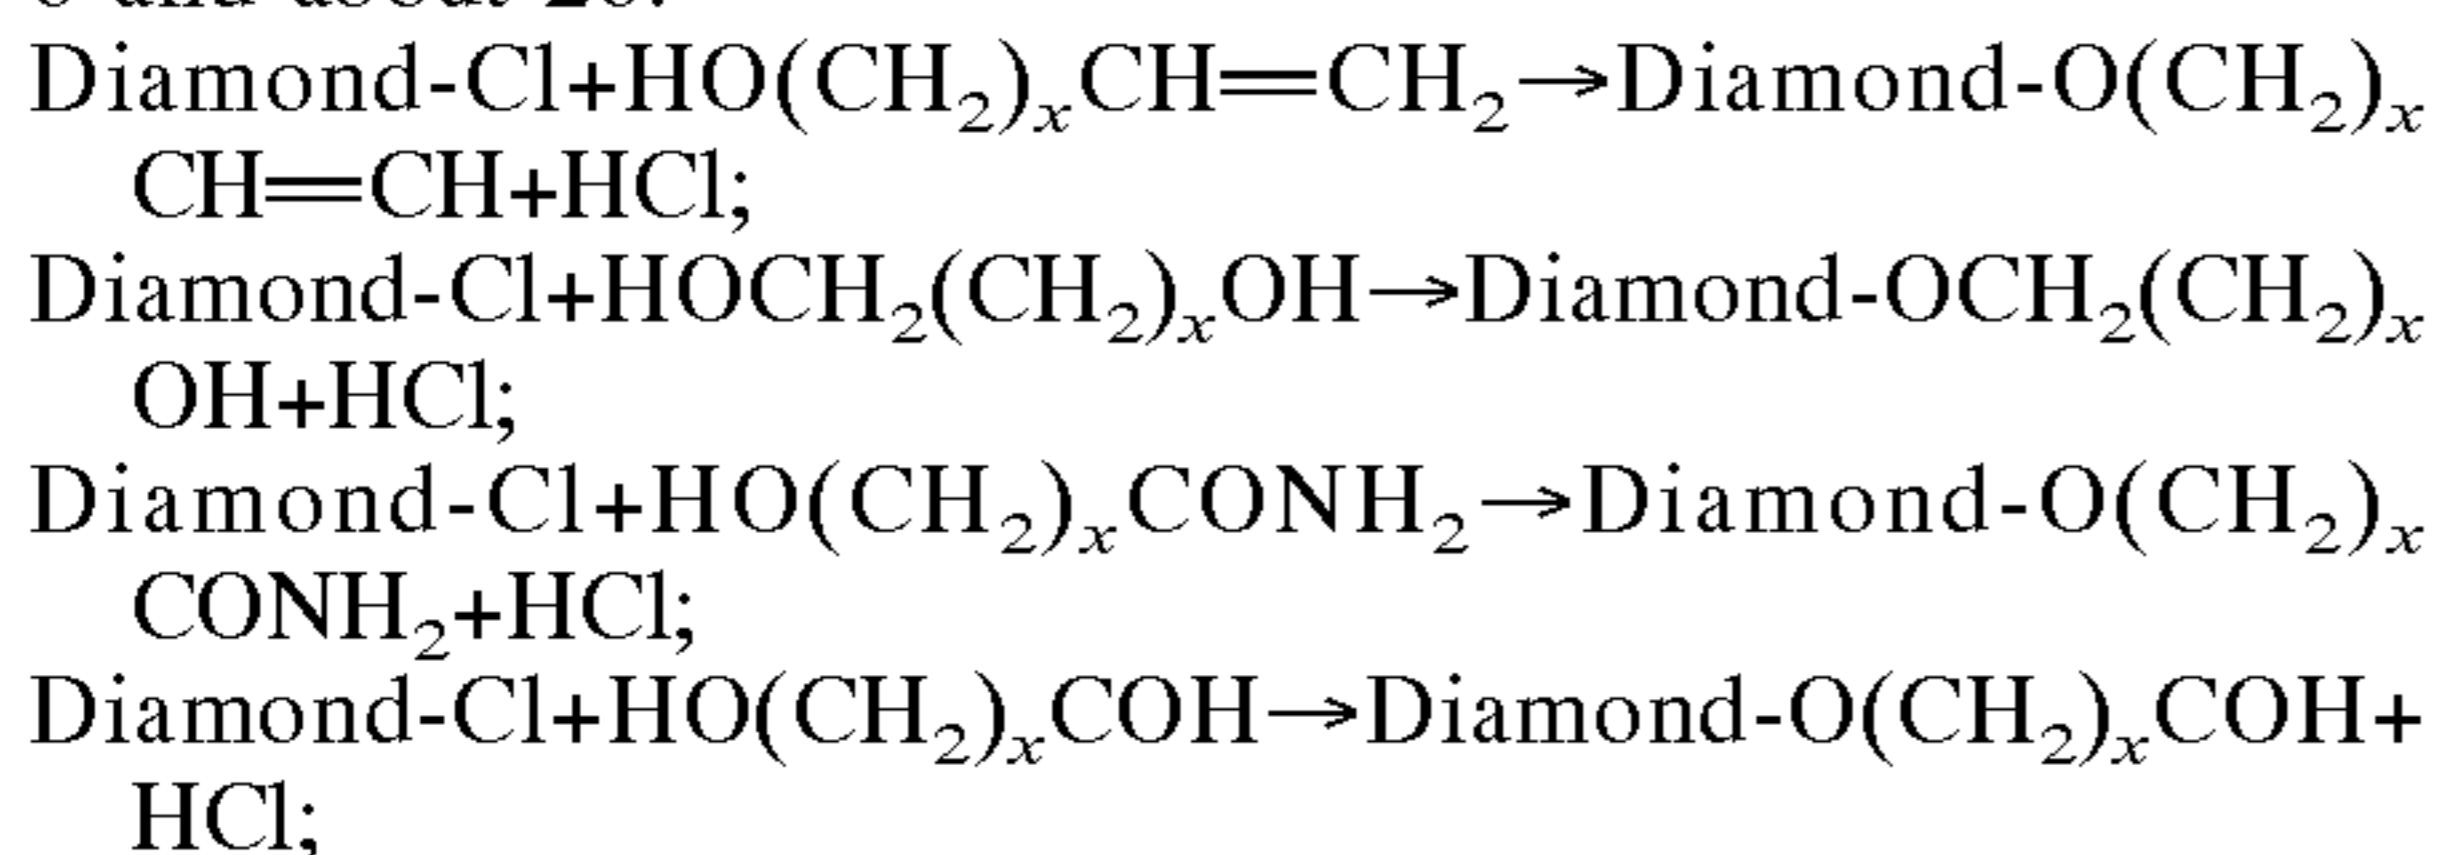 Diamond-Cl+HO(CH₂)ₓCH=CH₂→Diamond-O(CH₂)ₓ
CH=CH+HCl;
Diamond-Cl+HOCH₂(CH₂)ₓOH→Diamond-OCH₂(CH₂)ₓ
OH+HCl;
Diamond-Cl+HO(CH₂)ₓCONH₂→Diamond-O(CH₂)ₓ
CONH₂+HCl;
Diamond-Cl+HO(CH₂)ₓCOH→Diamond-O(CH₂)ₓCOH+
HCl;